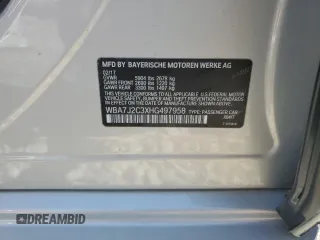 MFD BY BAYERISCHE MOTOREN WERKE AG
02/17
GVWR 5904 lbs 2678 kg
GAWR FRONT 2690 lbs 1220 kg
GAWR REAR 3300 lbs 1497 kg
THIS VEHICLE CONFORMS TO ALL APPLICABLE
U.S. FEDERAL MOTOR VEHICLE SAFETY, BUMPER
AND THEFT PREVENTION STANDARDS
IN EFFECT ON THE DATE OF MANUFACTURE
SHOWN ABOVE
WBA7J2C3XHG497958 TYPE: PASSENGER CAR
DREAMBID